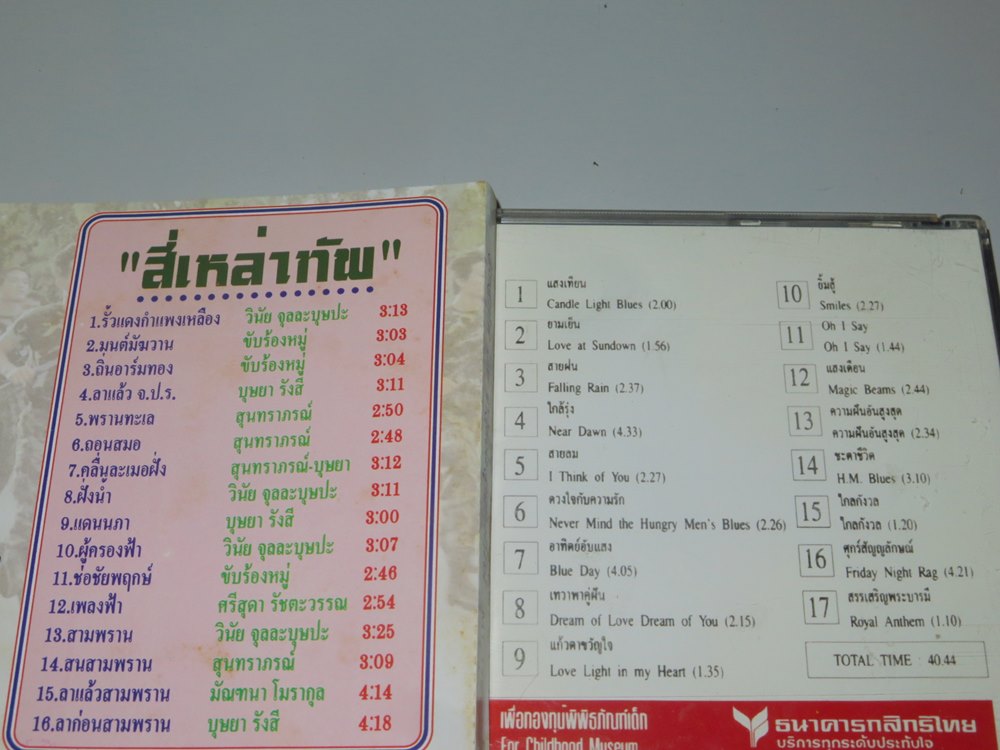 "สี่เหล่าทัพ"
1.รั้วแดงกำแพงเหลือง วินัย จุลละบุษปะ 3:13
2.มนต์มัฆวาน ขับร้องหมู่ 3:03
3.ถิ่นอาร์มทอง ขับร้องหมู่ 3:04
4.ลาแล้ว จ.ป.ร. บุษยา รังสี 3:11
5.พรานทะเล สุนทราภรณ์ 2:50
6.ถอนสมอ สุนทราภรณ์ 2:48
7.คลื่นละเมอฝั่ง สุนทราภรณ์-บุษยา 3:12
8.ฝั่งน้ำ วินัย จุลละบุษปะ 3:11
9.แดนนภา บุษยา รังสี 3:00
10.ผู้ครองฟ้า วินัย จุลละบุษปะ 3:07
11.ช่อชัยพฤกษ์ ขับร้องหมู่ 2:46
12.เพลงฟ้า ศรีสุดา รัชตะวรรณ 2:54
13.สามพราน วินัย จุลละบุษปะ 3:25
14.สนสามพราน สุนทราภรณ์ 3:09
15.ลาแล้วสามพราน มัณฑนา โมรากุล 4:14
16.ลาก่อนสามพราน บุษยา รังสี 4:18
1 แสงเทียน
Candle Light Blues (2.00)
2 ยามเย็น
Love at Sundown (1.56)
3 สายฝน
Falling Rain (2.37)
4 ใกล้รุ่ง
Near Dawn (4.33)
5 สายลม
I Think of You (2.27)
6 ดวงใจกับความรัก
Never Mind the Hungry Men's Blues (2.26)
7 อาทิตย์อับแสง
Blue Day (4.05)
8 เทวาพาคู่ฝัน
Dream of Love Dream of You (2.15)
9 แก้วตาขวัญใจ
Love Light in my Heart (1.35)
10 ยิ้มสู้
Smiles (2.27)
11 Oh I Say
Oh I Say (1.44)
12 แสงเดือน
Magic Beams (2.44)
13 ความฝันอันสูงสุด
ความฝันอันสูงสุด (2.34)
14 ชะตาชีวิต
H.M. Blues (3.10)
15 ไกลกังวล
ไกลกังวล (1.20)
16 ศุกร์สัญญลักษณ์
Friday Night Rag (4.21)
17 สรรเสริญพระบารมี
Royal Anthem (1.10)
TOTAL TIME : 40.44
เพื่อกองทุนพิพิธภัณฑ์เด็ก
For Childhood Museum
ธนาคารกสิกรไทย
บริการทุกระดับประทับใจ